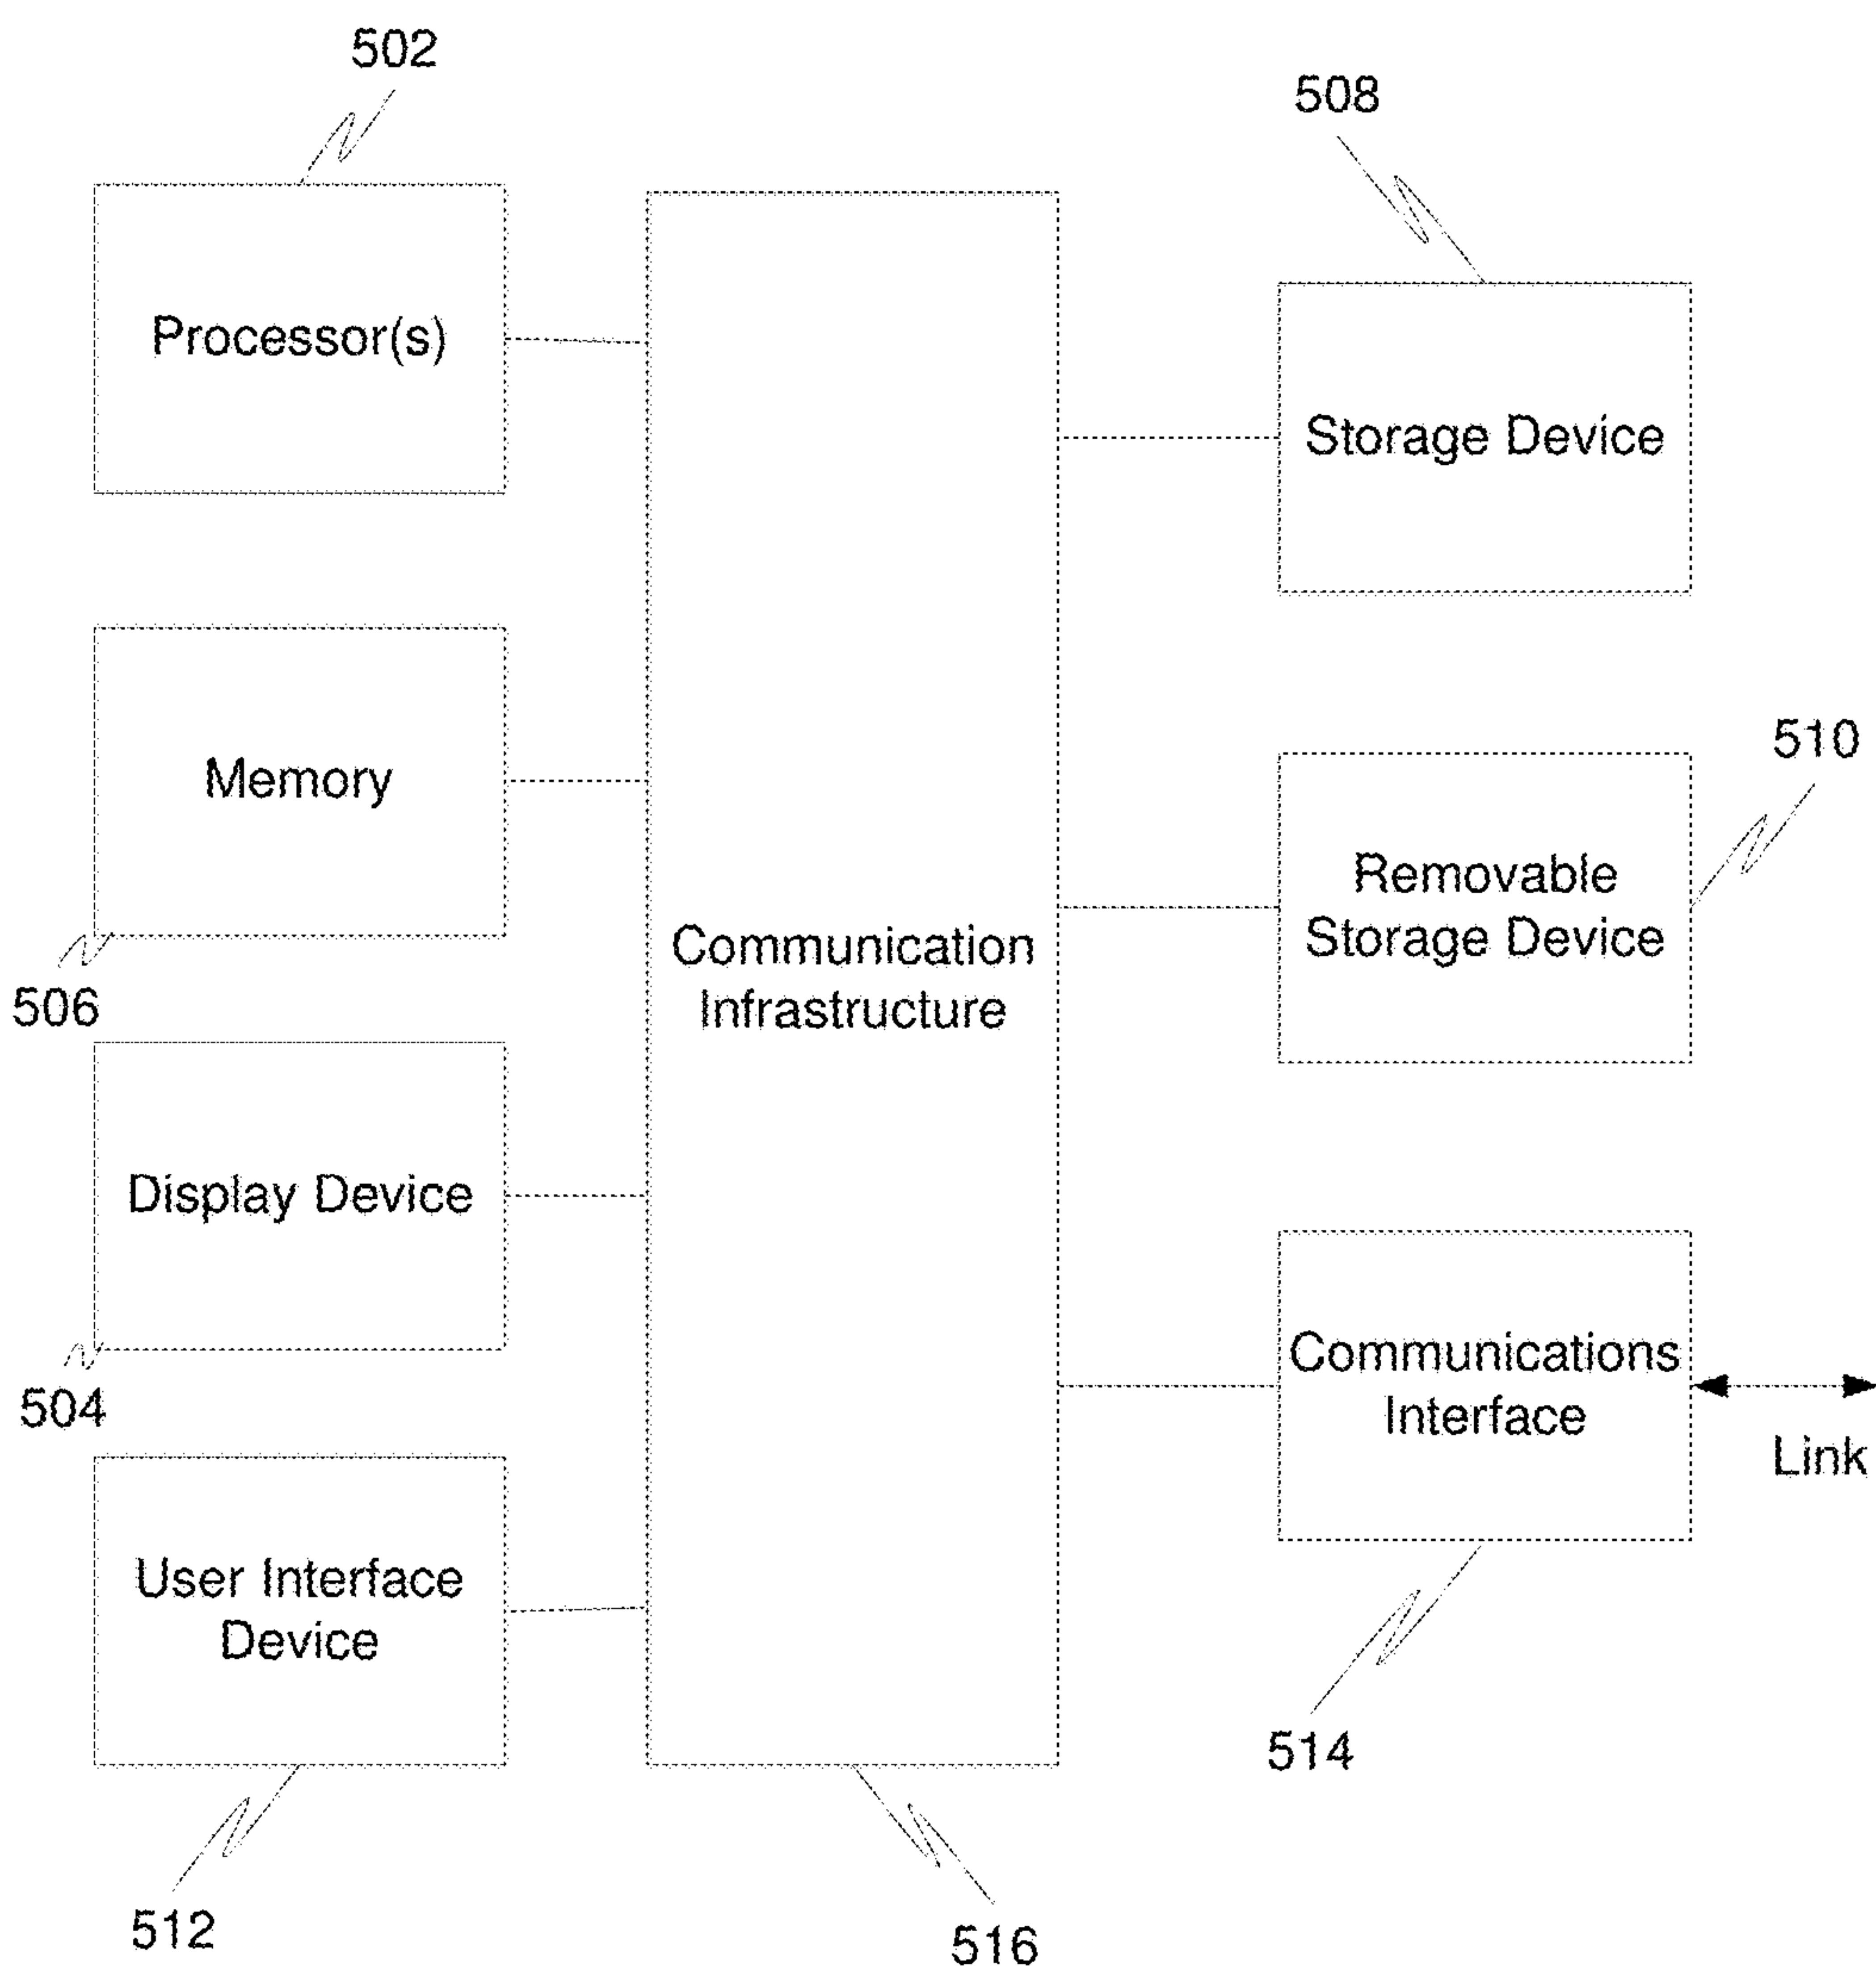 502
508
Processor(s)
Storage Device
510
Memory
Removable
Storage Device
506
Communication
Infrastructure
Display Device
504
Communications
Interface
Link
User Interface
Device
514
512
516